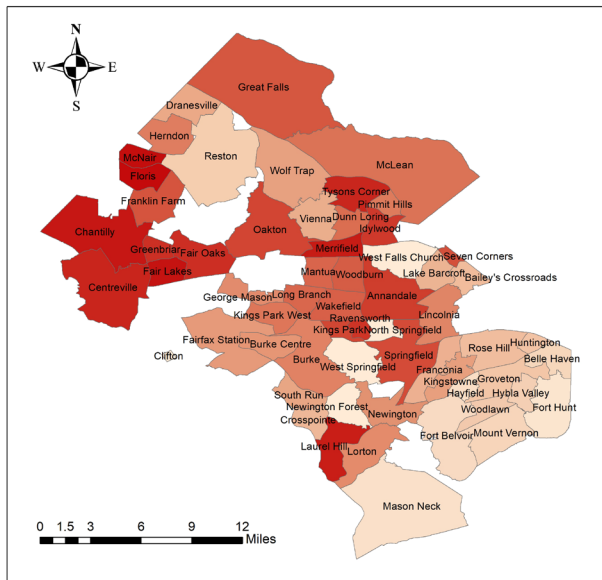 N
W E
S
Great Falls
Dranesville
Herndon
Reston
McNair
Floris
Wolf Trap
McLean
Tysons Corner
Franklin Farm
Pimmit Hills
Vienna
Dunn Loring
Chantilly
Oakton
Idylwood
Greenbriar
Fair Oaks
Merrifield
West Falls Church
Seven Corners
Fair Lakes
Mantua
Woodburn
Lake Barcroft
Bailey's Crossroads
Centreville
George Mason
Long Branch
Annandale
Wakefield
Kings Park West
Ravensworth
Lincolnia
Kings Park
North Springfield
Fairfax Station
Burke Centre
Rose Hill
Huntington
Clifton
Burke
Springfield
Belle Haven
West Springfield
Franconia
Kingstowne
Groveton
South Run
Hayfield
Hybla Valley
Newington Forest
Woodlawn
Fort Hunt
Crosspointe
Newington
Fort Belvoir
Mount Vernon
Laurel Hill
Lorton
Mason Neck
0 1.5 3 6 9 12
Miles